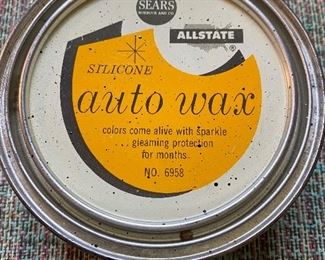 SEARS
ROEBUCK AND CO
ALLSTATE
SILICONE
auto wax
colors come alive with sparkle
gleaming protection
for months
NO. 6958